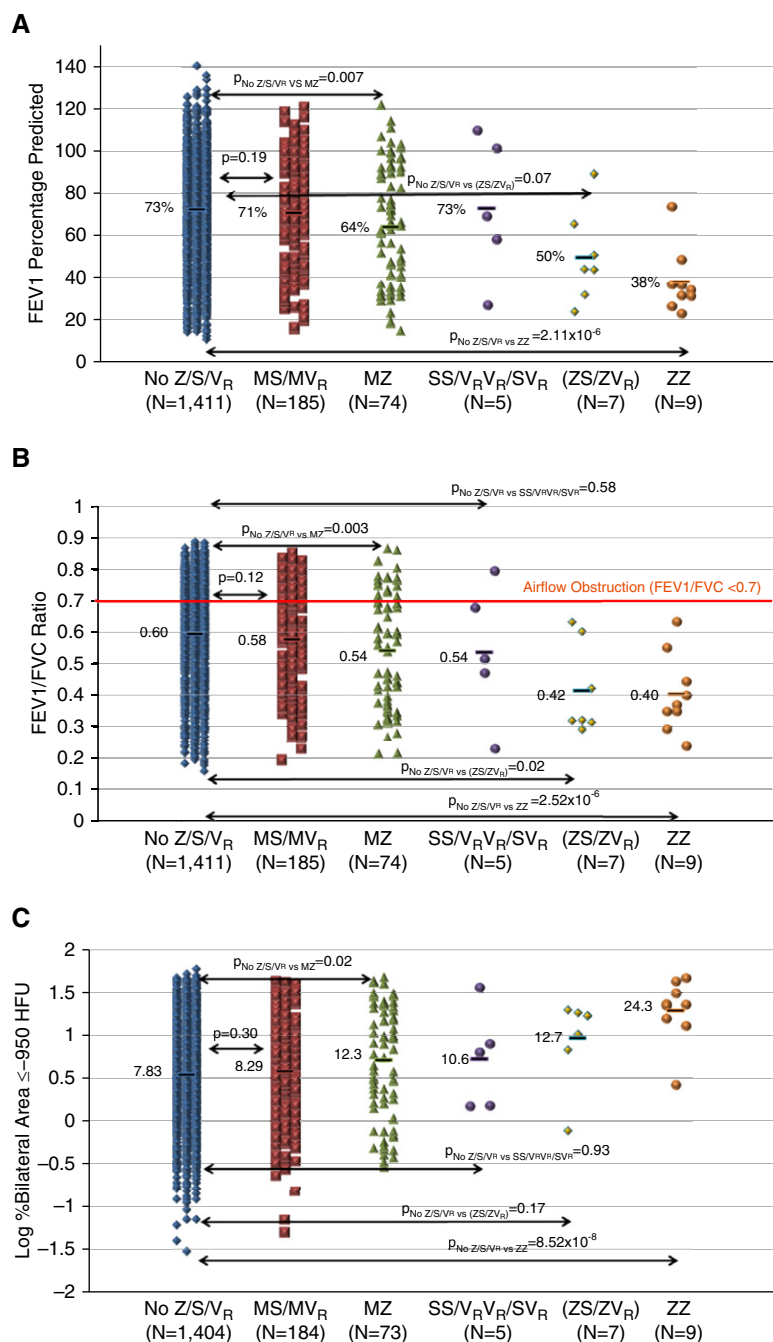 A
FEV1 Percentage Predicted
140
120
100
80
60
40
20
0
pNo Z/S/VR VS MZ=0.007
p=0.19
pNo Z/S/VR vs (ZS/ZVR)=0.07
73%
71%
64%
73%
50%
38%
pNo Z/S/VR vs ZZ=2.11x10-6
No Z/S/VR MS/MVR MZ SS/VRVR/SVR (ZS/ZVR) ZZ
(N=1,411) (N=185) (N=74) (N=5) (N=7) (N=9)
B
FEV1/FVC Ratio
1
0.9
0.8
0.7
0.6
0.5
0.4
0.3
0.2
0.1
0
pNo Z/S/VR vs SS/VRVR/SVR=0.58
pNo Z/S/VR vs MZ=0.003
p=0.12
Airflow Obstruction (FEV1/FVC <0.7)
0.60
0.58
0.54
0.54
0.42
0.40
pNo Z/S/VR vs (ZS/ZVR)=0.02
pNo Z/S/VR vs ZZ=2.52x10-6
No Z/S/VR MS/MVR MZ SS/VRVR/SVR (ZS/ZVR) ZZ
(N=1,411) (N=185) (N=74) (N=5) (N=7) (N=9)
C
Log %Bilateral Area ≤–950 HFU
2
1.5
1
0.5
0
–0.5
–1
–1.5
–2
pNo Z/S/VR vs MZ=0.02
p=0.30
7.83
8.29
12.3
10.6
12.7
24.3
pNo Z/S/VR vs SS/VRVR/SVR=0.93
pNo Z/S/VR vs (ZS/ZVR)=0.17
pNo Z/S/VR vs ZZ=8.52x10-8
No Z/S/VR MS/MVR MZ SS/VRVR/SVR (ZS/ZVR) ZZ
(N=1,404) (N=184) (N=73) (N=5) (N=7) (N=9)